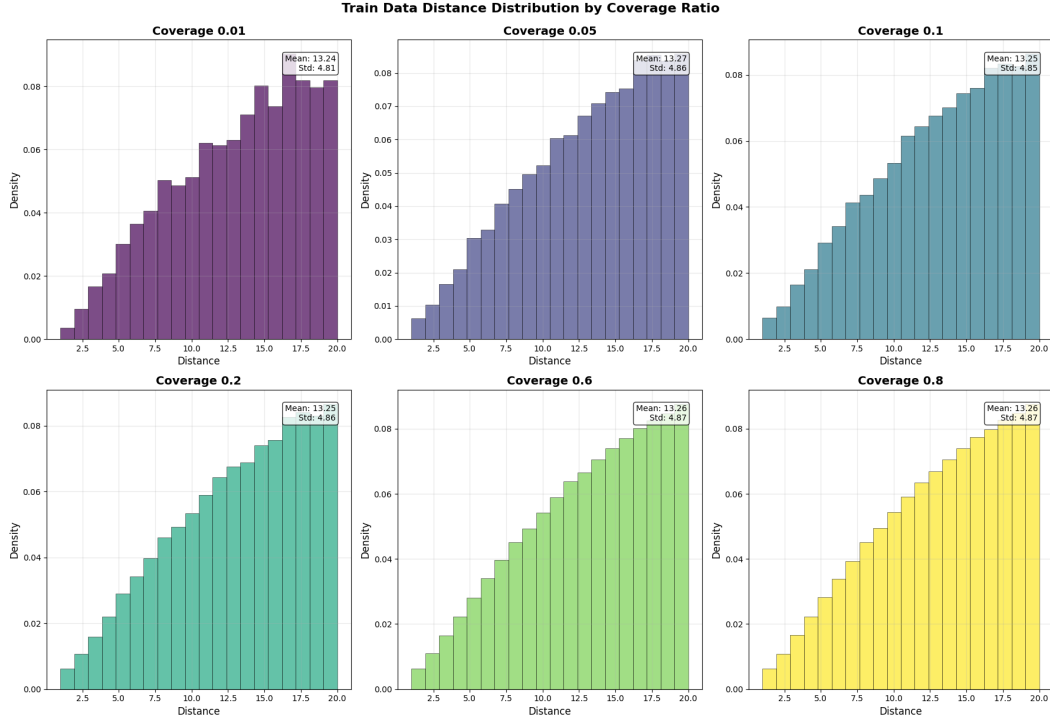 Train Data Distance Distribution by Coverage Ratio
Coverage 0.01
Mean: 13.24
Std: 4.81
Density
0.08
0.06
0.04
0.02
0.00
2.5 5.0 7.5 10.0 12.5 15.0 17.5 20.0
Distance
Coverage 0.05
Mean: 13.27
Std: 4.86
Density
0.08
0.07
0.06
0.05
0.04
0.03
0.02
0.01
0.00
2.5 5.0 7.5 10.0 12.5 15.0 17.5 20.0
Distance
Coverage 0.1
Mean: 13.25
Std: 4.85
Density
0.08
0.06
0.04
0.02
0.00
2.5 5.0 7.5 10.0 12.5 15.0 17.5 20.0
Distance
Coverage 0.2
Mean: 13.25
Std: 4.86
Density
0.08
0.06
0.04
0.02
0.00
2.5 5.0 7.5 10.0 12.5 15.0 17.5 20.0
Distance
Coverage 0.6
Mean: 13.26
Std: 4.87
Density
0.08
0.06
0.04
0.02
0.00
2.5 5.0 7.5 10.0 12.5 15.0 17.5 20.0
Distance
Coverage 0.8
Mean: 13.26
Std: 4.87
Density
0.08
0.06
0.04
0.02
0.00
2.5 5.0 7.5 10.0 12.5 15.0 17.5 20.0
Distance